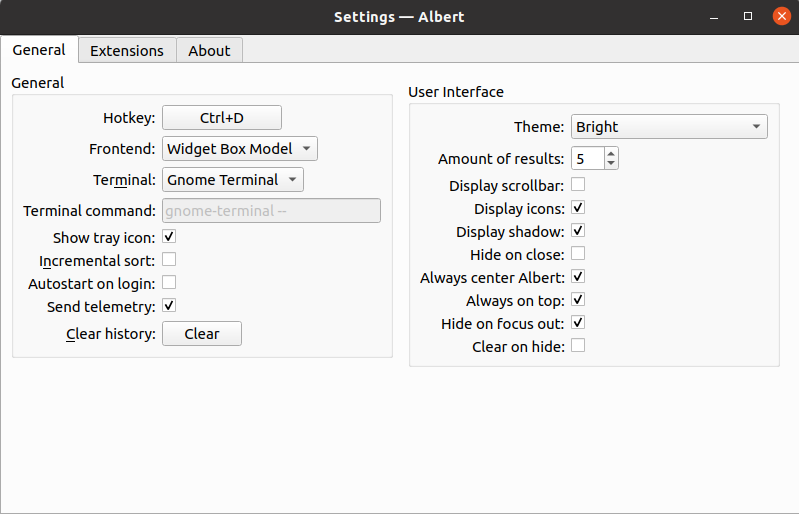 Settings — Albert
General
Extensions
About
General
Hotkey: Ctrl+D
Frontend: Widget Box Model
Terminal: Gnome Terminal
Terminal command: gnome-terminal --
Show tray icon:
Incremental sort:
Autostart on login:
Send telemetry:
Clear history: Clear
User Interface
Theme: Bright
Amount of results: 5
Display scrollbar:
Display icons:
Display shadow:
Hide on close:
Always center Albert:
Always on top:
Hide on focus out:
Clear on hide: